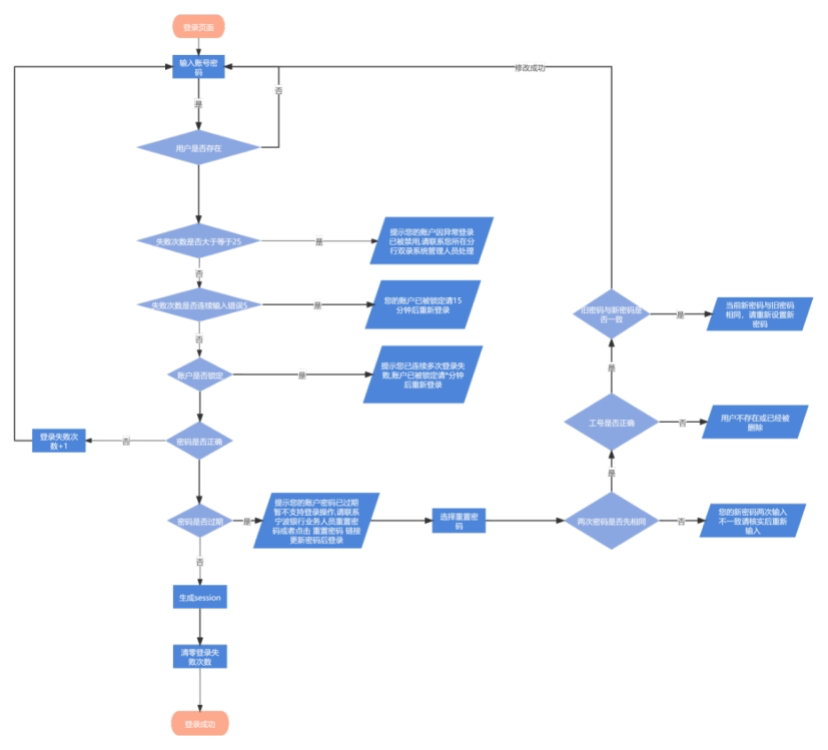 登录页面
输入账号密
码
修改成功
否
是
用户是否存在
失败次数是否大于等于25
是
提示您的账户因异常登录
已被禁用,请联系您所在分
行双录系统管理人员处理
否
失败次数是否连续输入错误5
是
您的账户已被锁定请15
分钟后重新登录
旧密码与新密码是
否一致
是
当前新密码与旧密码
相同，请重新设置新
密码
否
账户是否锁定
是
提示您已连续多次登录失
数,账户已被锁定请*分钟
后重新登录
是
工号是否正确
否
用户不存在或已经被
删除
登录失败次
数+1
否
密码是否正确
是
密码是否过期
是
提示您的账户密码已过期
暂不支持登录操作,请联系
宁波银行业务人员重置密
码或者点击 重置密码 链接
更新密码后登录
选择重置密
码
两次密码是否先相同
否
您的新密码两次输入
不一致请核实后重新
输入
否
生成session
清零登录失
败次数
登录成功